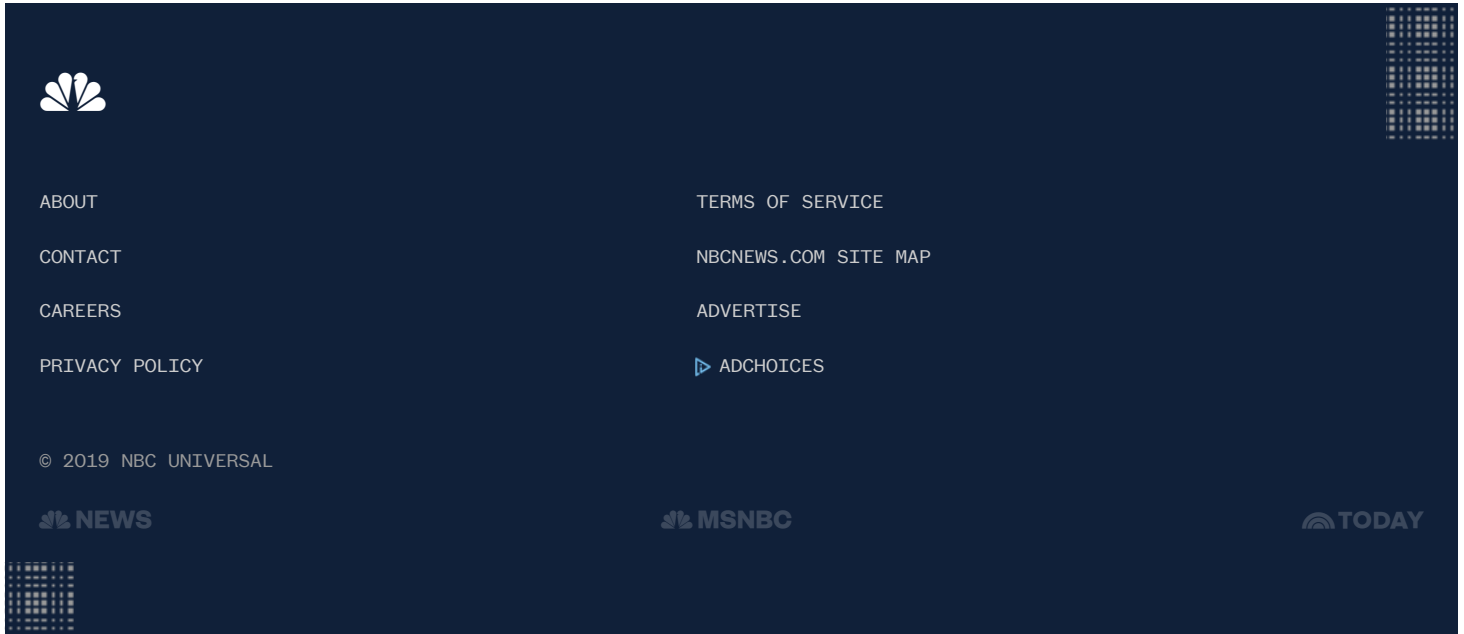 ABOUT
CONTACT
CAREERS
PRIVACY POLICY
TERMS OF SERVICE
NBCNEWS.COM SITE MAP
ADVERTISE
ADCHOICES
© 2019 NBC UNIVERSAL
NEWS
MSNBC
TODAY